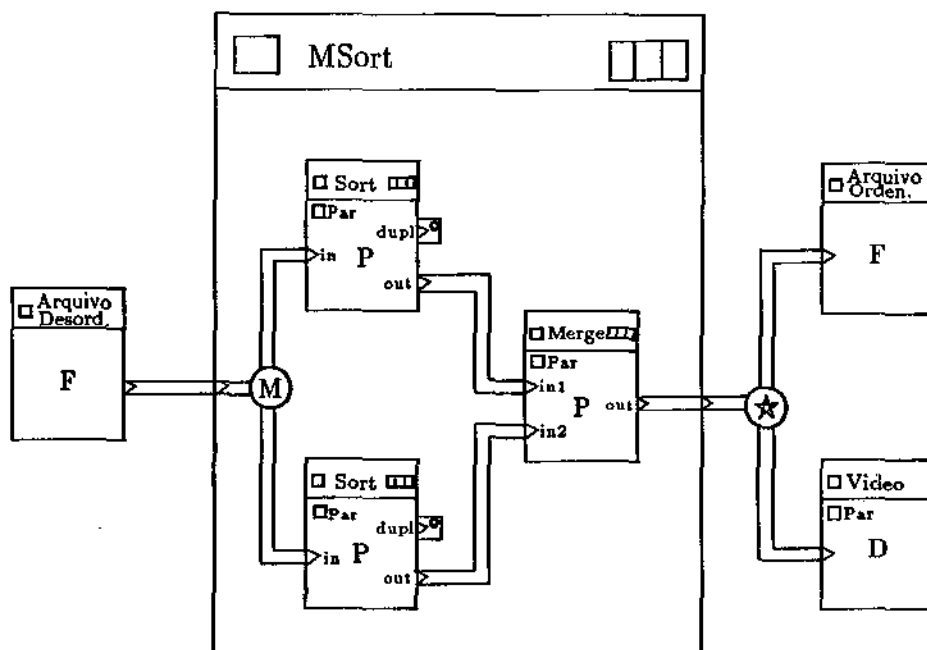 MSort
Sort
Par
dupl
in
P
out
Arquivo
Desord.
F
M
Merge
Par
in1
P
out
in2
Sort
Par
dupl
in
P
out
Arquivo
Orden.
F
Video
Par
D